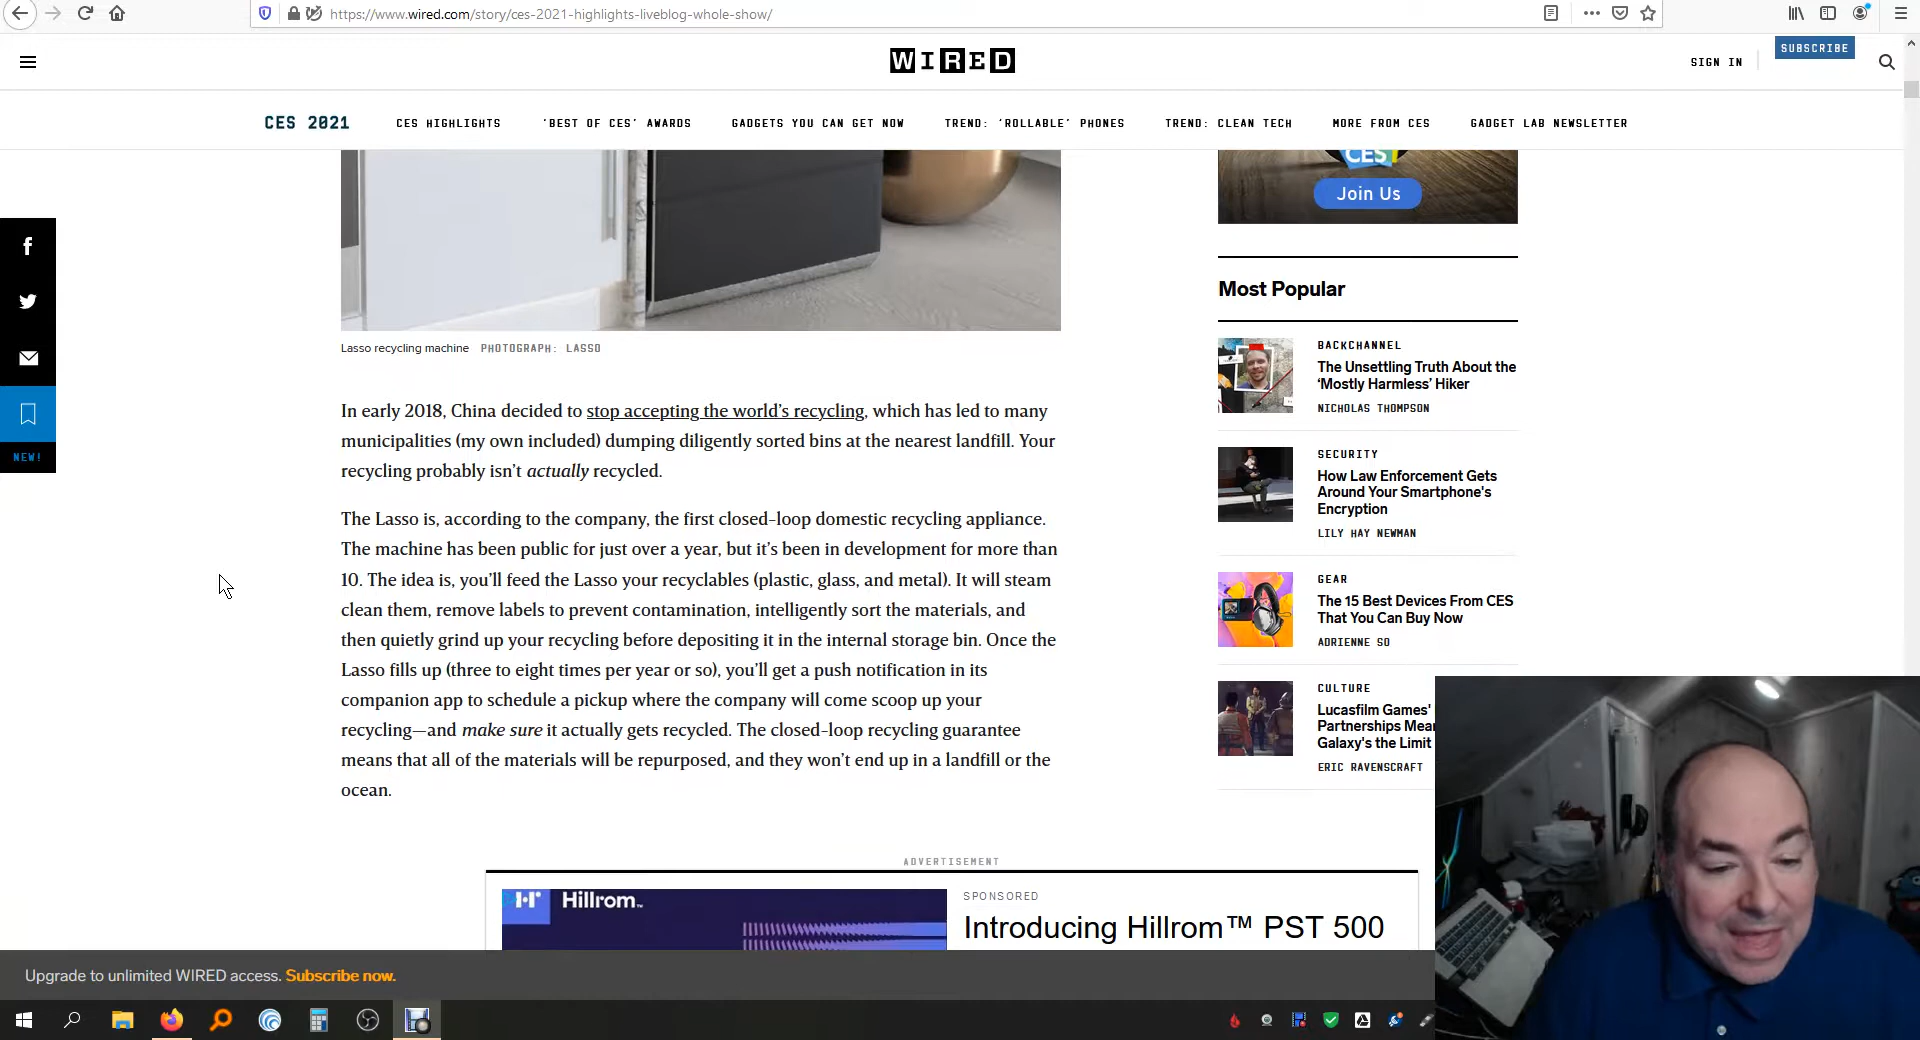 https://www.wired.com/story/ces-2021-highlights-liveblog-whole-show/
WIRED
SIGN IN
SUBSCRIBE
CES 2021
CES HIGHLIGHTS
'BEST OF CES' AWARDS
GADGETS YOU CAN GET NOW
TREND: 'ROLLABLE' PHONES
TREND: CLEAN TECH
MORE FROM CES
GADGET LAB NEWSLETTER
CES
Join Us
NEW!
Lasso recycling machine PHOTOGRAPH: LASSO
In early 2018, China decided to stop accepting the world's recycling, which has led to many
municipalities (my own included) dumping diligently sorted bins at the nearest landfill. Your
recycling probably isn't actually recycled.
The Lasso is, according to the company, the first closed-loop domestic recycling appliance.
The machine has been public for just over a year, but it's been in development for more than
10. The idea is, you'll feed the Lasso your recyclables (plastic, glass, and metal). It will steam
clean them, remove labels to prevent contamination, intelligently sort the materials, and
then quietly grind up your recycling before depositing it in the internal storage bin. Once the
Lasso fills up (three to eight times per year or so), you'll get a push notification in its
companion app to schedule a pickup where the company will come scoop up your
recycling—and make sure it actually gets recycled. The closed-loop recycling guarantee
means that all of the materials will be repurposed, and they won't end up in a landfill or the
ocean.
Most Popular
BACKCHANNEL
The Unsettling Truth About the
'Mostly Harmless' Hiker
NICHOLAS THOMPSON
SECURITY
How Law Enforcement Gets
Around Your Smartphone's
Encryption
LILY HAY NEWMAN
GEAR
The 15 Best Devices From CES
That You Can Buy Now
ADRIENNE SO
CULTURE
Lucasfilm Games'
Partnerships Mean
Galaxy's the Limit
ERIC RAVENSCRAFT
ADVERTISEMENT
Hillrom™
SPONSORED
Introducing Hillrom™ PST 500
Upgrade to unlimited WIRED access. Subscribe now.